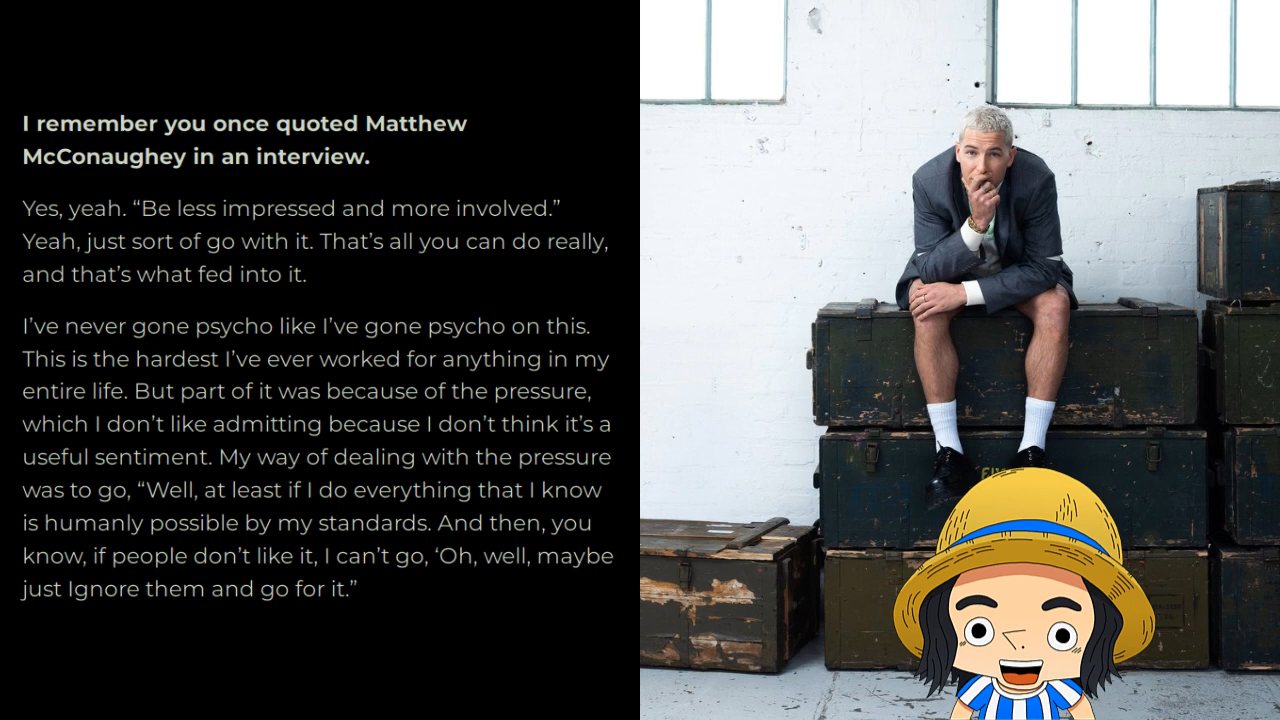 I remember you once quoted Matthew
McConaughey in an interview.
Yes, yeah. “Be less impressed and more involved.”
Yeah, just sort of go with it. That’s all you can do really,
and that’s what fed into it.
I’ve never gone psycho like I’ve gone psycho on this.
This is the hardest I’ve ever worked for anything in my
entire life. But part of it was because of the pressure,
which I don’t like admitting because I don’t think it’s a
useful sentiment. My way of dealing with the pressure
was to go, “Well, at least if I do everything that I know
is humanly possible by my standards. And then, you
know, if people don’t like it, I can’t go, ‘Oh, well, maybe
just Ignore them and go for it.”